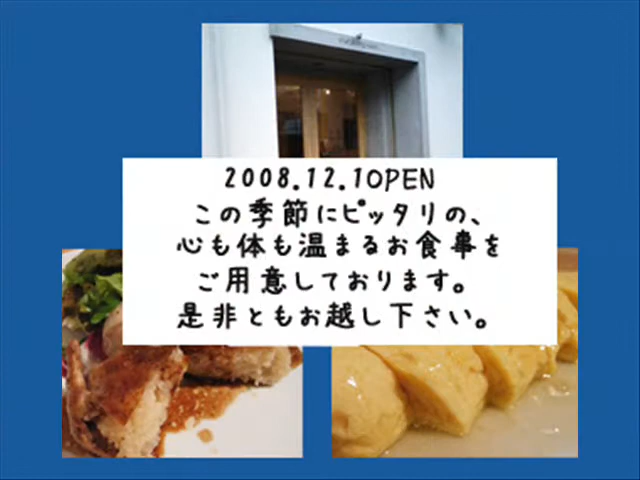 2008.12.1OPEN
この季節にピッタリの、
心も体も温まるお食事を
ご用意しております。
是非ともお越し下さい。